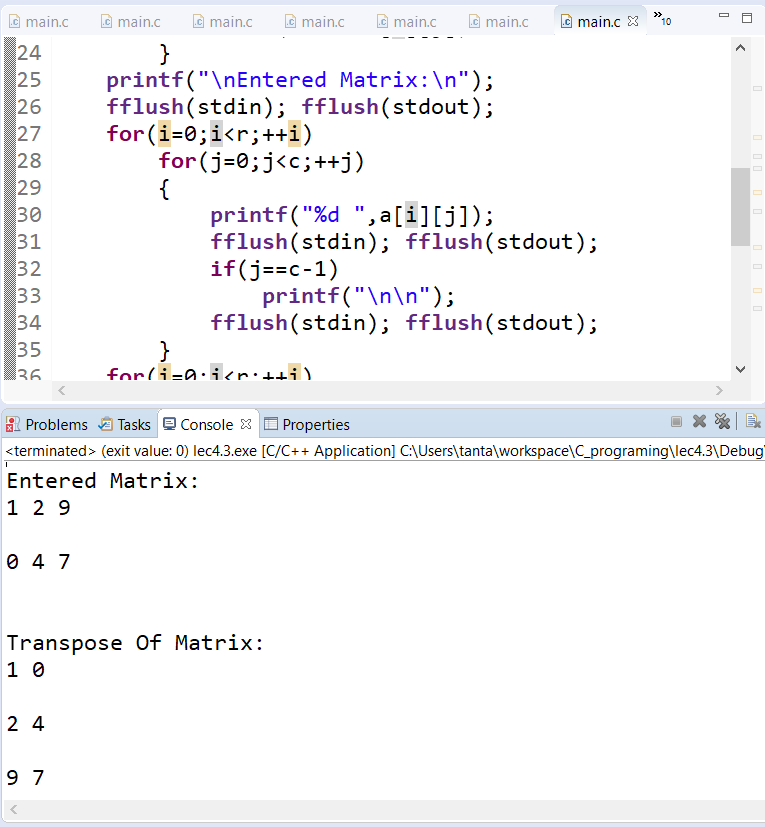 main.c main.c main.c main.c main.c main.c main.c »10
24 }
25 printf("\nEntered Matrix:\n");
26 fflush(stdin); fflush(stdout);
27 for(i=0;i<r;++i)
28 for(j=0;j<c;++j)
29 {
30 printf("%d ",a[i][j]);
31 fflush(stdin); fflush(stdout);
32 if(j==c-1)
33 printf("\n\n");
34 fflush(stdin); fflush(stdout);
35 }
36 for(i=0;i<r;++i)
Problems Tasks Console Properties
<terminated> (exit value: 0) lec4.3.exe [C/C++ Application] C:\Users\tanta\workspace\C_programing\lec4.3\Debug\
Entered Matrix:
1 2 9
0 4 7
Transpose Of Matrix:
1 0
2 4
9 7